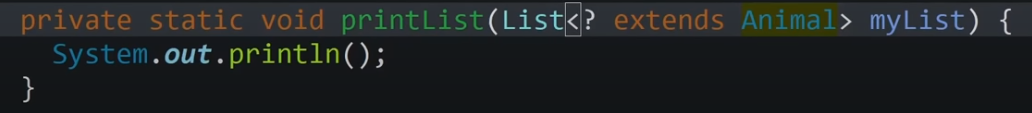 private static void printList(List<? extends Animal> myList) {
  System.out.println();
}